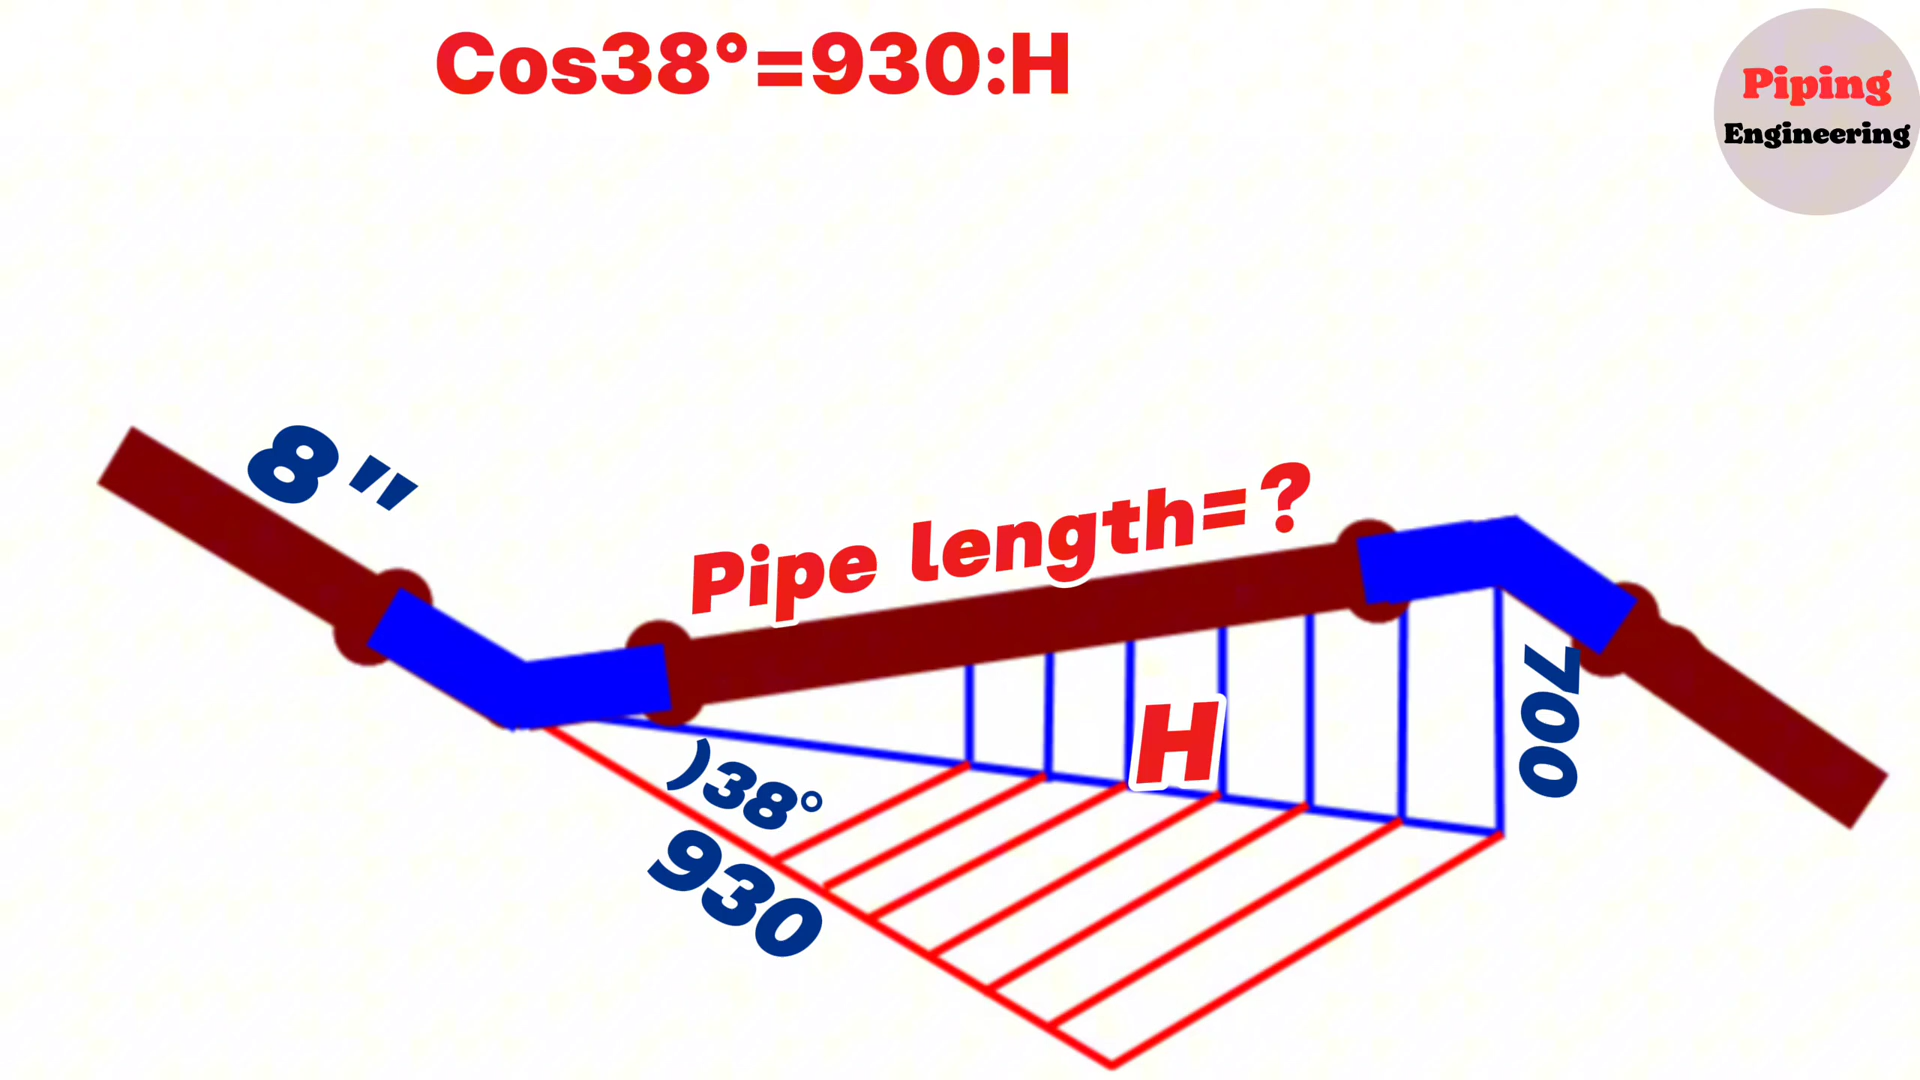 Cos38°=930:H
Piping
Engineering
8"
Pipe length=?
H
700
)38°
930